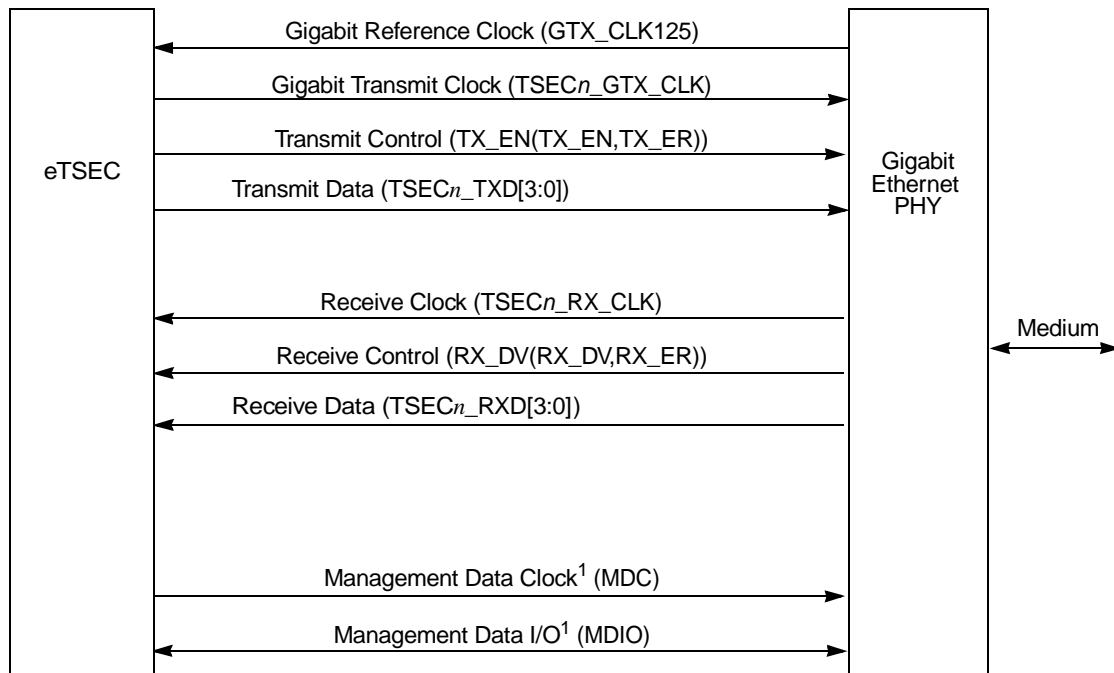 Gigabit Reference Clock (GTX_CLK125)
Gigabit Transmit Clock (TSECn_GTX_CLK)
Transmit Control (TX_EN(TX_EN,TX_ER))
eTSEC
Gigabit
Ethernet
PHY
Transmit Data (TSECn_TXD[3:0])
Receive Clock (TSECn_RX_CLK)
Medium
Receive Control (RX_DV(RX_DV,RX_ER))
Receive Data (TSECn_RXD[3:0])
Management Data Clock¹ (MDC)
Management Data I/O¹ (MDIO)